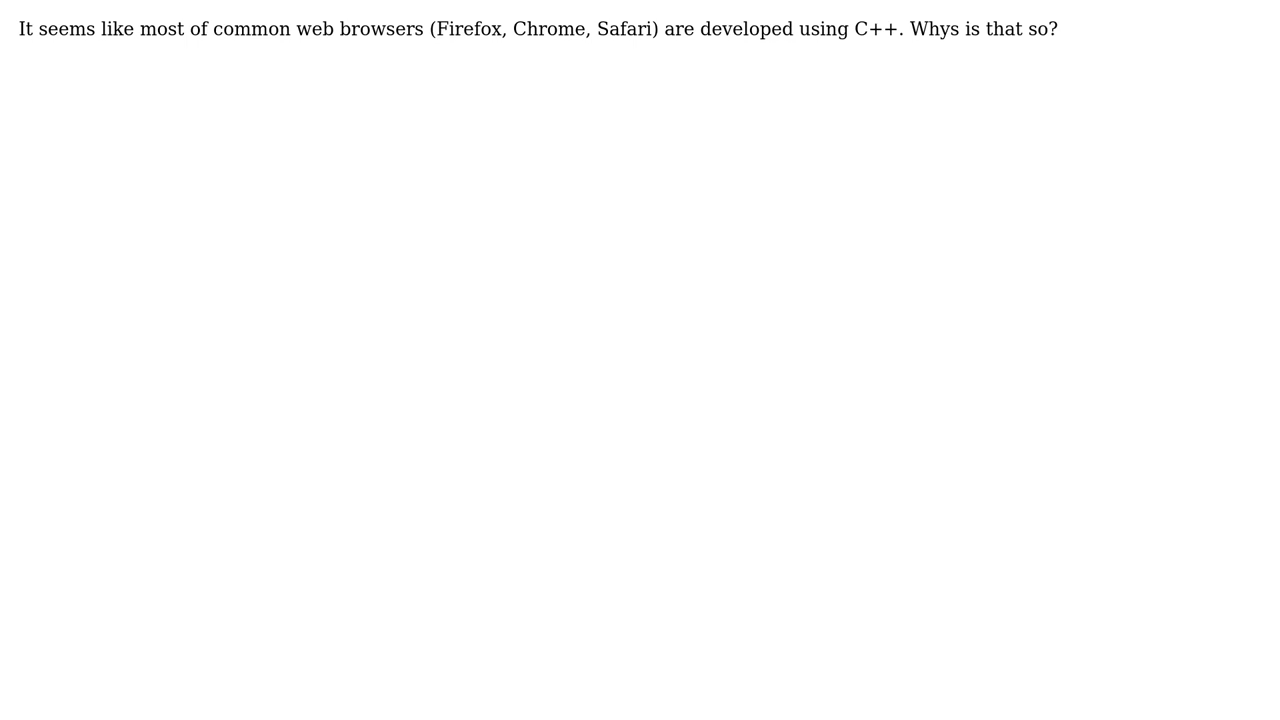 It seems like most of common web browsers (Firefox, Chrome, Safari) are developed using C++. Whys is that so?